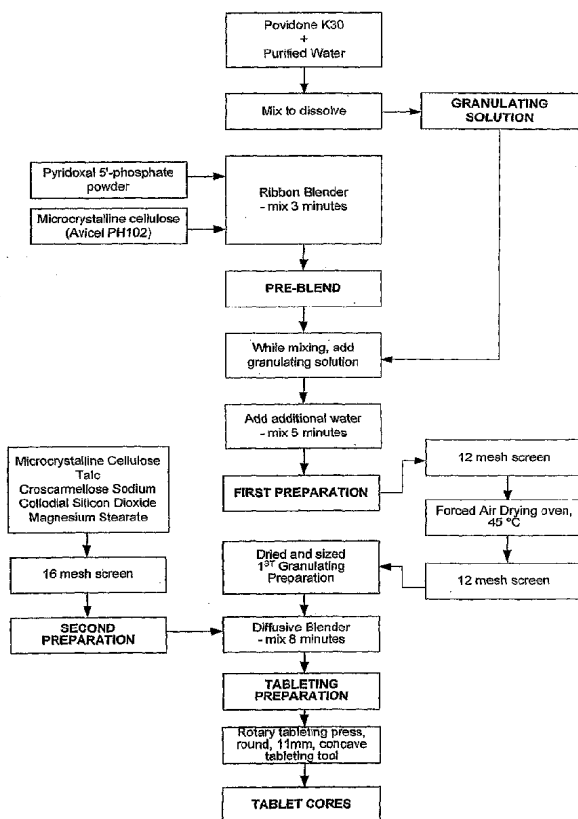 Povidone K30
+
Purified Water
Mix to dissolve
GRANULATING
SOLUTION
Pyridoxal 5'-phosphate
powder
Microcrystalline cellulose
(Avicel PH102)
Ribbon Blender
- mix 3 minutes
PRE-BLEND
While mixing, add
granulating solution
Add additional water
- mix 5 minutes
FIRST PREPARATION
12 mesh screen
Forced Air Drying oven,
45 °C
12 mesh screen
Microcrystalline Cellulose
Talc
Croscarmellose Sodium
Collodial Silicon Dioxide
Magnesium Stearate
16 mesh screen
SECOND
PREPARATION
Dried and sized
1ST Granulating
Preparation
Diffusive Blender
- mix 8 minutes
TABLETING
PREPARATION
Rotary tableting press,
round, 11mm, concave
tableting tool
TABLET CORES